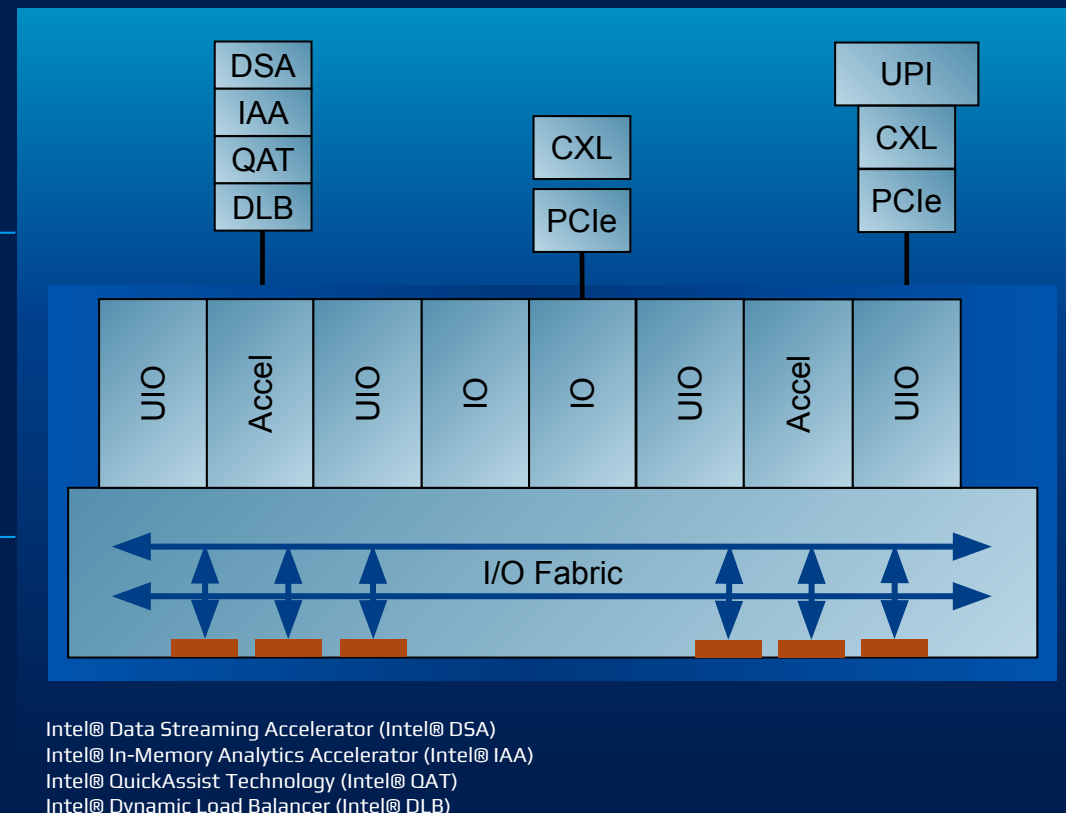 DSA
IAA
QAT
DLB
CXL
PCIe
UPI
CXL
PCIe
UIO
Accel
UIO
IO
IO
UIO
Accel
UIO
I/O Fabric
Intel® Data Streaming Accelerator (Intel® DSA)
Intel® In-Memory Analytics Accelerator (Intel® IAA)
Intel® QuickAssist Technology (Intel® QAT)
Intel® Dynamic Load Balancer (Intel® DLB)